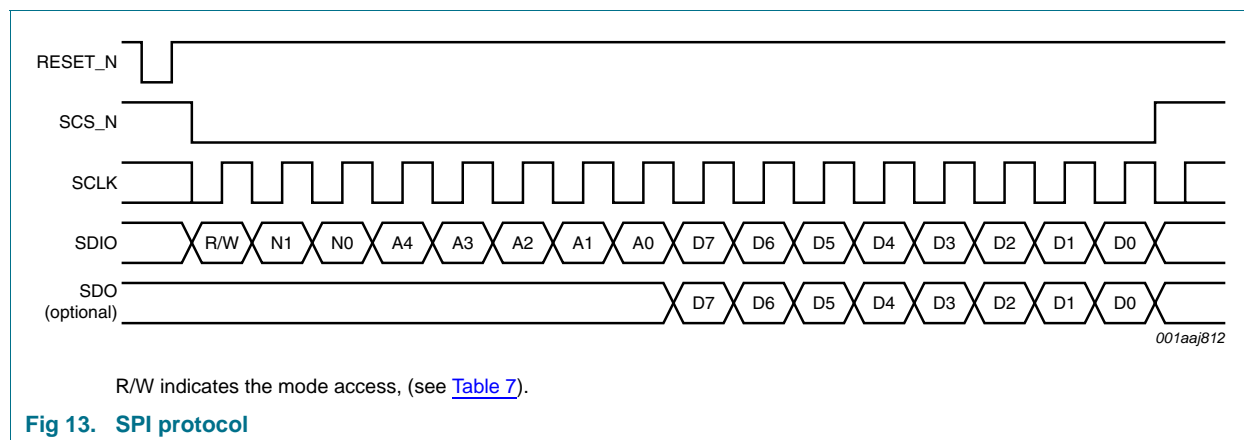 RESET_N
SCS_N
SCLK
SDIO R/W N1 N0 A4 A3 A2 A1 A0 D7 D6 D5 D4 D3 D2 D1 D0
SDO
(optional) D7 D6 D5 D4 D3 D2 D1 D0
001aaj812
R/W indicates the mode access, (see Table 7).
Fig 13. SPI protocol